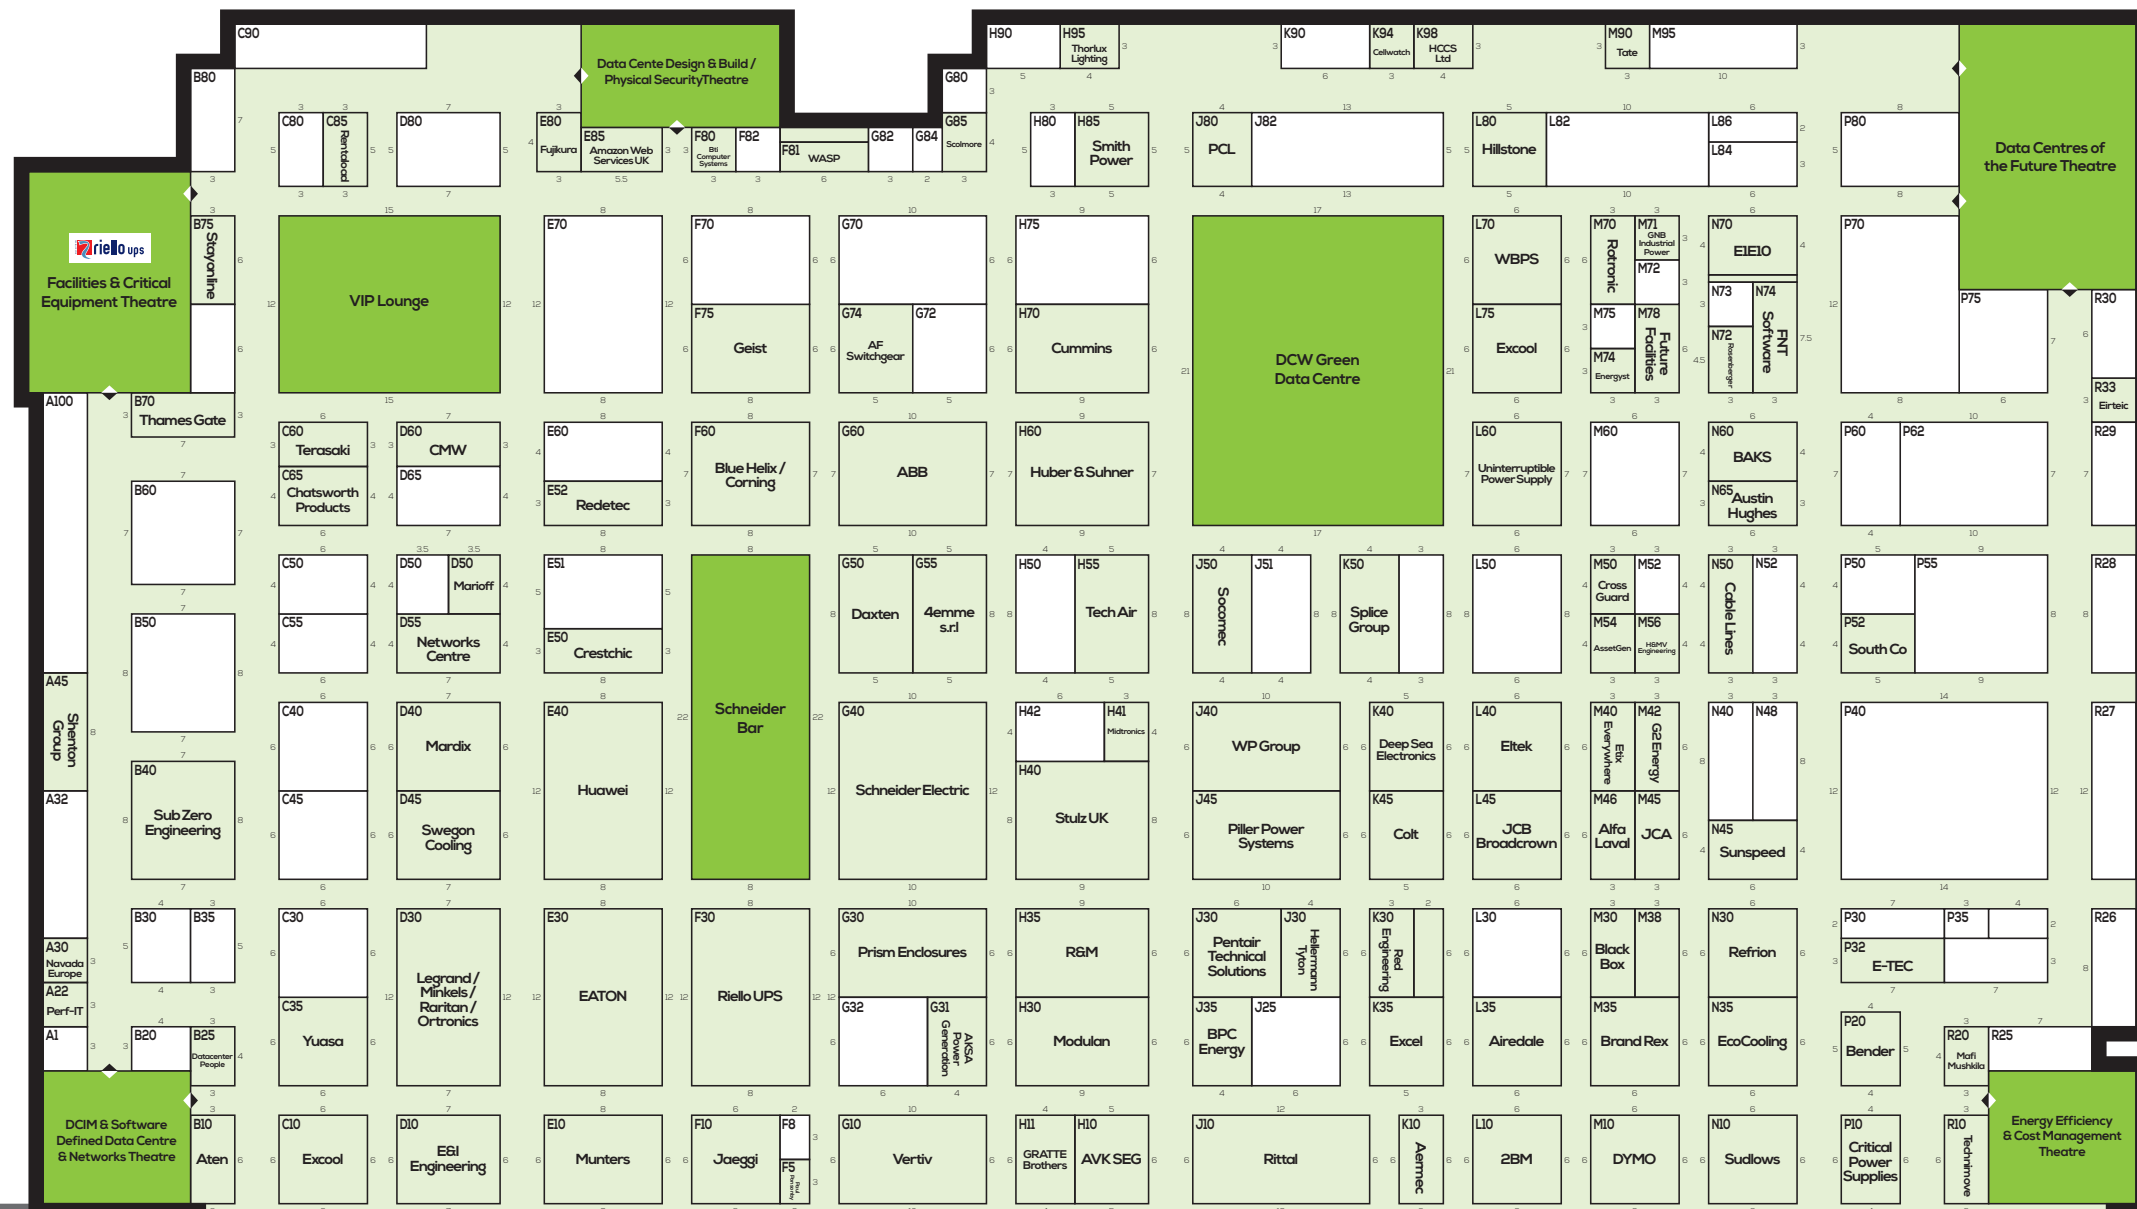 C90
H90
H95
Thorlux
Lighting
K90
K94
Cellwatch
K98
HCCS
Ltd
M90
Tate
M95
Data Cente Design & Build /
Physical SecurityTheatre
B80
G80
C80
C85
Rentaload
D80
E80
Fujikura
E85
Amazon Web
Services UK
F80
Bti
Computer
Systems
F82
F81
WASP
G82
G84
G85
Scolmore
H80
H85
Smith
Power
J80
PCL
J82
L80
Hillstone
L82
L86
L84
P80
Data Centres of
the Future Theatre
riello ups
Facilities & Critical
Equipment Theatre
B75
Stayonline
VIP Lounge
E70
F70
F75
Geist
G70
G74
AF
Switchgear
G72
H75
H70
Cummins
DCW Green
Data Centre
L70
WBPS
L75
Excool
M70
Rotronic
M71
GNB
Industrial
Power
M72
M75
M74
Energyst
M78
Future
Facilities
N70
E1E10
N73
N72
Rosenberger
N74
FNT
Software
P70
P75
R30
R33
Eirteic
A100
B70
Thames Gate
C60
Terasaki
C65
Chatsworth
Products
D60
CMW
D65
E60
E52
Redetec
F60
Blue Helix /
Corning
G60
ABB
H60
Huber & Suhner
L60
Uninterruptible
Power Supply
M60
N60
BAKS
N65
Austin
Hughes
P60
P62
R29
B60
C50
C55
D50
D50
Marioff
D55
Networks
Centre
E51
E50
Crestchic
Schneider
Bar
G50
Daxten
G55
4emme
s.r.l
H50
H55
Tech Air
J50
Socomec
J51
K50
Splice
Group
L50
M50
Cross
Guard
M52
M54
AssetGen
M56
H&MV
Engineering
N50
Cable Lines
N52
P50
P52
South Co
P55
R28
B50
A45
Shenton
Group
A32
B40
Sub Zero
Engineering
C40
C45
D40
Mardix
D45
Swegon
Cooling
E40
Huawei
G40
Schneider Electric
H42
H41
Midtronics
H40
Stulz UK
J40
WP Group
J45
Piller Power
Systems
K40
Deep Sea
Electronics
K45
Colt
L40
Eltek
L45
JCB
Broadcrown
M40
Etix
Everywhere
M42
G2 Energy
M46
Alfa
Laval
M45
JCA
N40
N48
N45
Sunspeed
P40
R27
A30
Navada
Europe
A22
Perf-IT
A1
B30
B35
B20
B25
Datacenter
People
C30
C35
Yuasa
D30
Legrand /
Minkels /
Raritan /
Ortronics
E30
EATON
F30
Riello UPS
G30
Prism Enclosures
G32
G31
AKSA
Power
Generation
H35
R&M
H30
Modulan
J30
Pentair
Technical
Solutions
J30
Hellermann
Tyton
J35
BPC
Energy
J25
K30
Red
Engineering
K35
Excel
L30
L35
Airedale
M30
Black
Box
M38
M35
Brand Rex
N30
Refrion
N35
EcoCooling
P30
P35
P32
E-TEC
P20
Bender
R26
R20
Mafi
Mushkila
R25
DCIM & Software
Defined Data Centre
& Networks Theatre
B10
Aten
C10
Excool
D10
E&I
Engineering
E10
Munters
F10
Jaeggi
F8
F5
G10
Vertiv
H11
GRATTE
Brothers
H10
AVK SEG
J10
Rittal
K10
Aermec
L10
2BM
M10
DYMO
N10
Sudlows
P10
Critical
Power
Supplies
R10
Technimove
Energy Efficiency
& Cost Management
Theatre